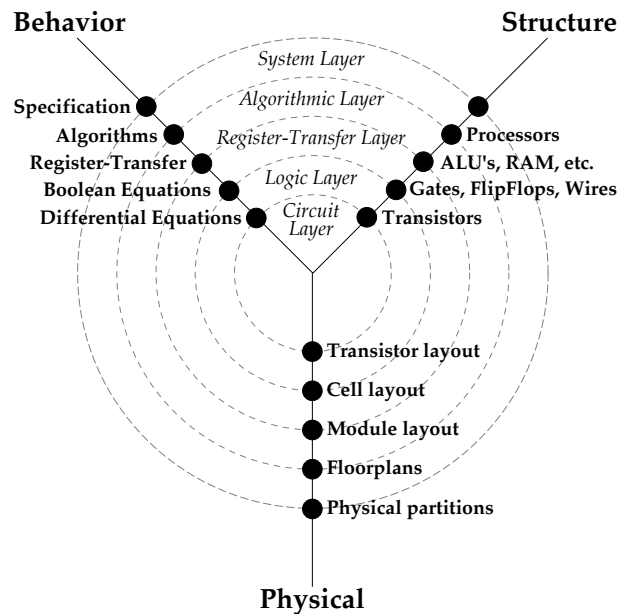 Behavior
Structure
System Layer
Specification
Algorithmic Layer
Algorithms
Register-Transfer Layer
Processors
Register-Transfer
ALU's, RAM, etc.
Logic Layer
Boolean Equations
Gates, FlipFlops, Wires
Differential Equations
Circuit
Layer
Transistors
Transistor layout
Cell layout
Module layout
Floorplans
Physical partitions
Physical